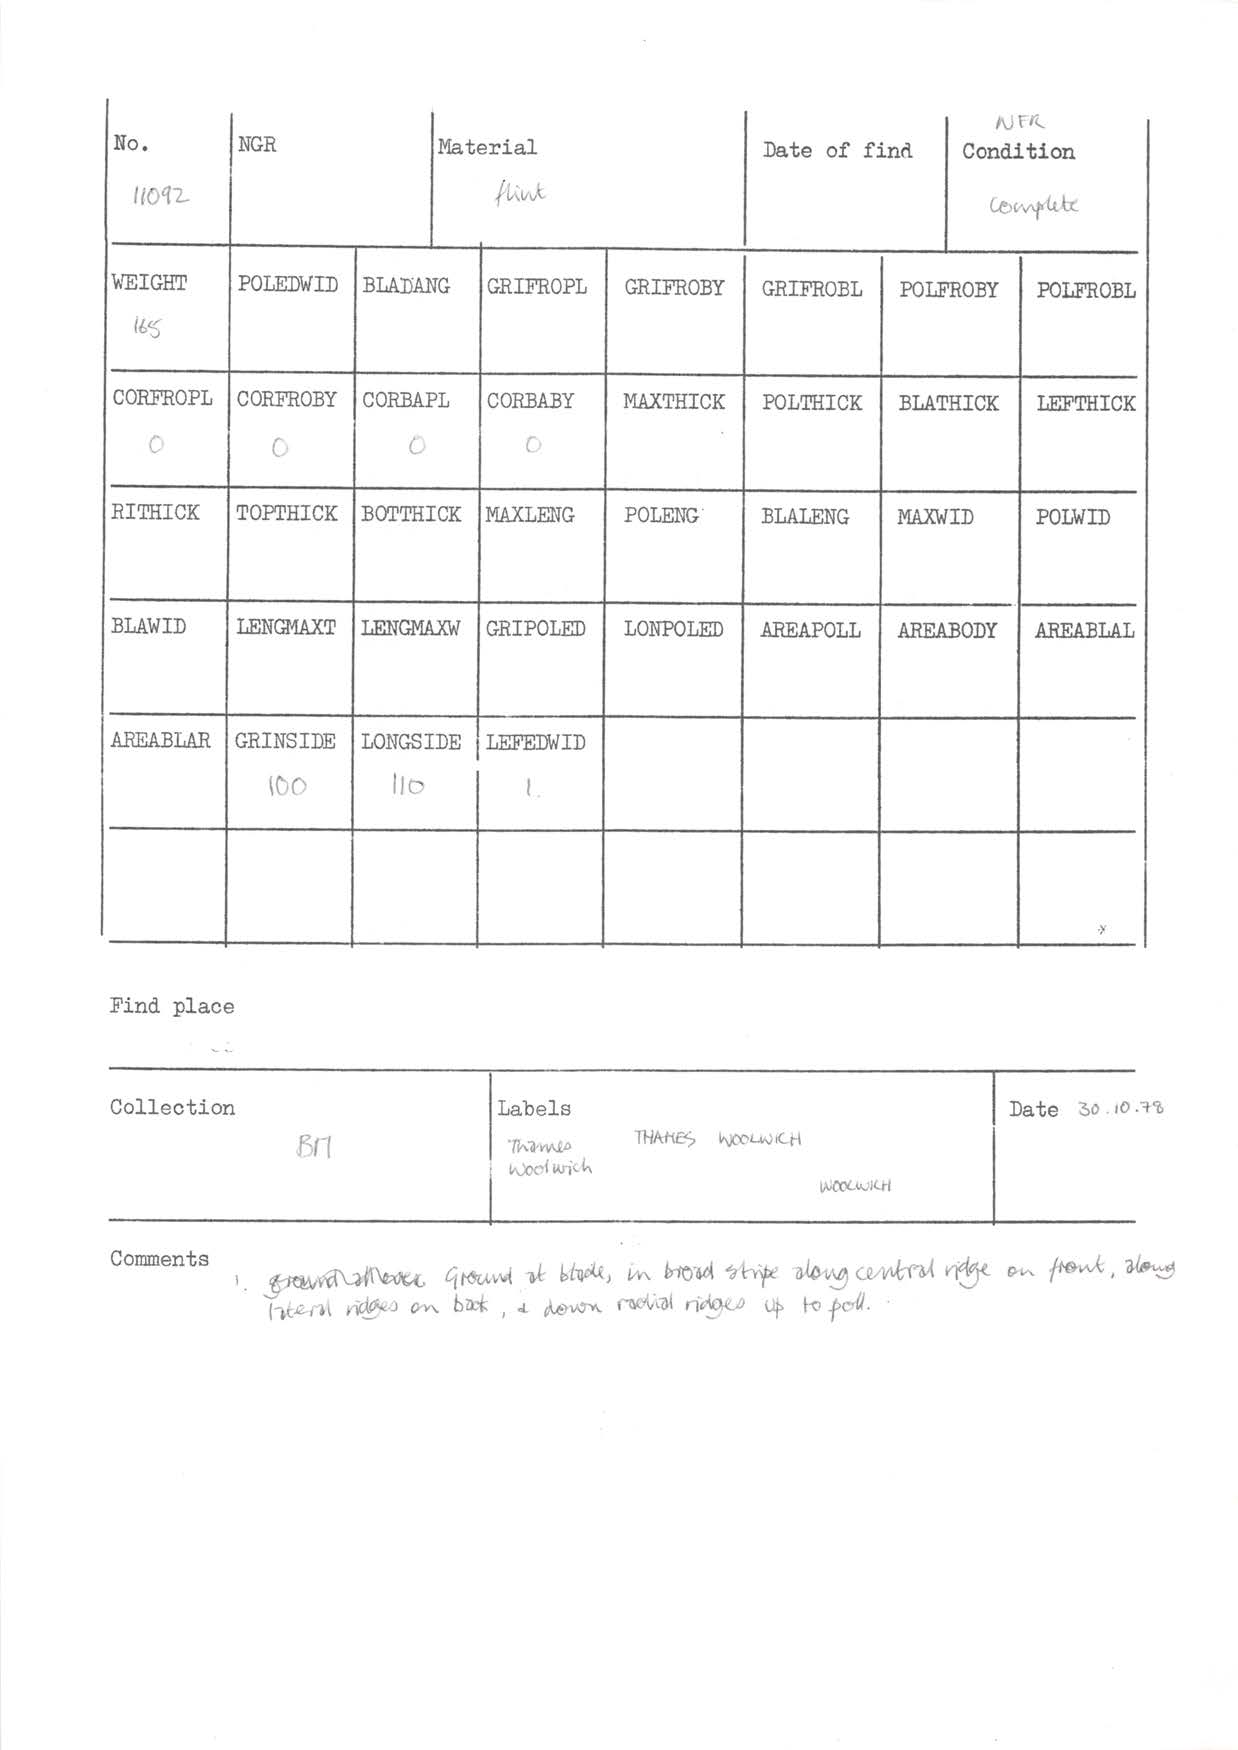 NFR
No. NGR Material Date of find Condition
11092 flint complete
WEIGHT POLEDWID BLADANG GRIFROPL GRIFROBY GRIFROBL POLFROBY POLFROBL
165
CORFROPL CORFROBY CORBAPL CORBABY MAXTHICK POLTHICK BLATHICK LEFTHICK
0 0 0 0
RITHICK TOPTHICK BOTTHICK MAXLENG POLENG BLALENG MAXWID POLWID
BLAWID LENGMAXT LENGMAXW GRIPOLED LONPOLED AREAPOLL AREABODY AREABLAL
AREABLAR GRINSIDE LONGSIDE LEFEDWID
100 110 1.
Find place
Collection Labels Date 30.10.78
BM Thames THAMES WOOLWICH
Woolwich
WOOLWICH
Comments
1. ground all over Ground at blade, in broad stripe along central ridge on front, along
lateral ridges on back, & down radial ridges up to poll.